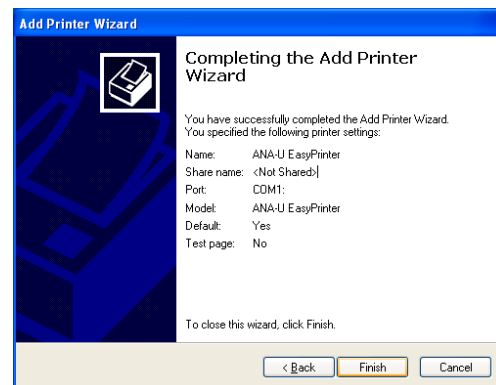 Add Printer Wizard
Completing the Add Printer
Wizard
You have successfully completed the Add Printer Wizard.
You specified the following printer settings:
Name: ANA-U EasyPrinter
Share name: <Not Shared>
Port: COM1:
Model: ANA-U EasyPrinter
Default: Yes
Test page: No
To close this wizard, click Finish.
< Back Finish Cancel